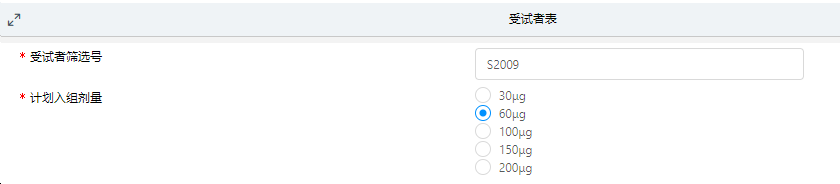 受试者表
* 受试者筛选号
S2009
* 计划入组剂量
30μg
60μg
100μg
150μg
200μg